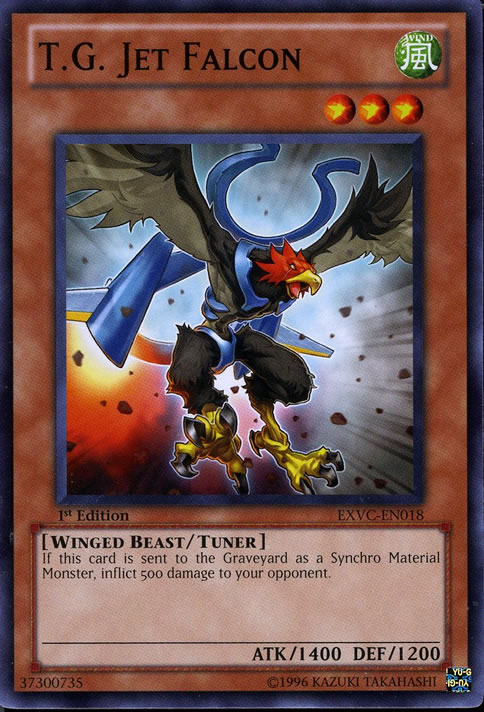 T.G. Jet Falcon
WIND
風
1st Edition
EXVC-EN018
[Winged Beast/Tuner]
If this card is sent to the Graveyard as a Synchro Material
Monster, inflict 500 damage to your opponent.
ATK/1400 DEF/1200
37300735
©1996 KAZUKI TAKAHASHI